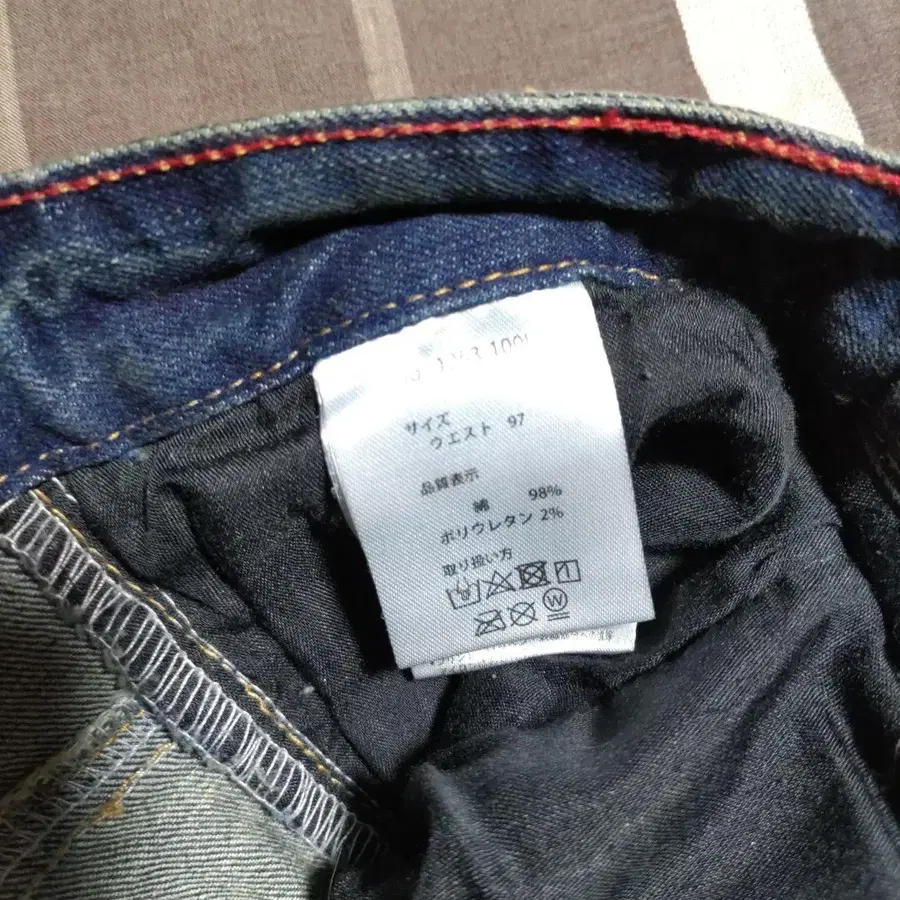 サイズ
ウエスト 97
品質表示
綿 98%
ポリウレタン 2%
取り扱い方
W